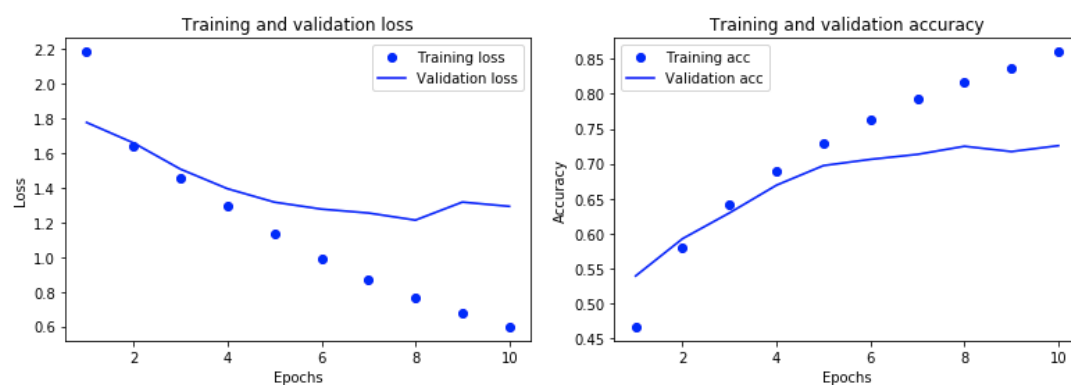 Training and validation loss
Training loss
Validation loss
2.2
2.0
1.8
1.6
1.4
1.2
1.0
0.8
0.6
Loss
2 4 6 8 10
Epochs
Training and validation accuracy
Training acc
Validation acc
0.85
0.80
0.75
0.70
0.65
0.60
0.55
0.50
0.45
Accuracy
2 4 6 8 10
Epochs